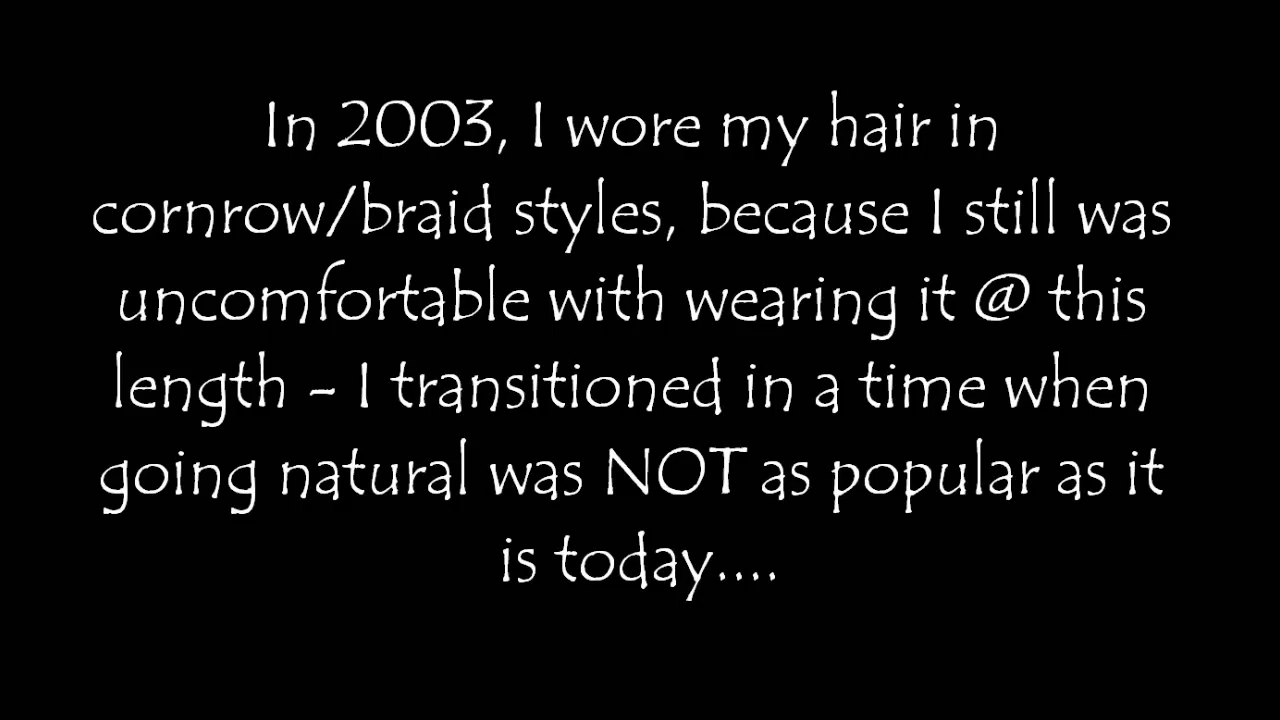 In 2003, I wore my hair in
cornrow/braid styles, because I still was
uncomfortable with wearing it @ this
length - I transitioned in a time when
going natural was NOT as popular as it
is today....